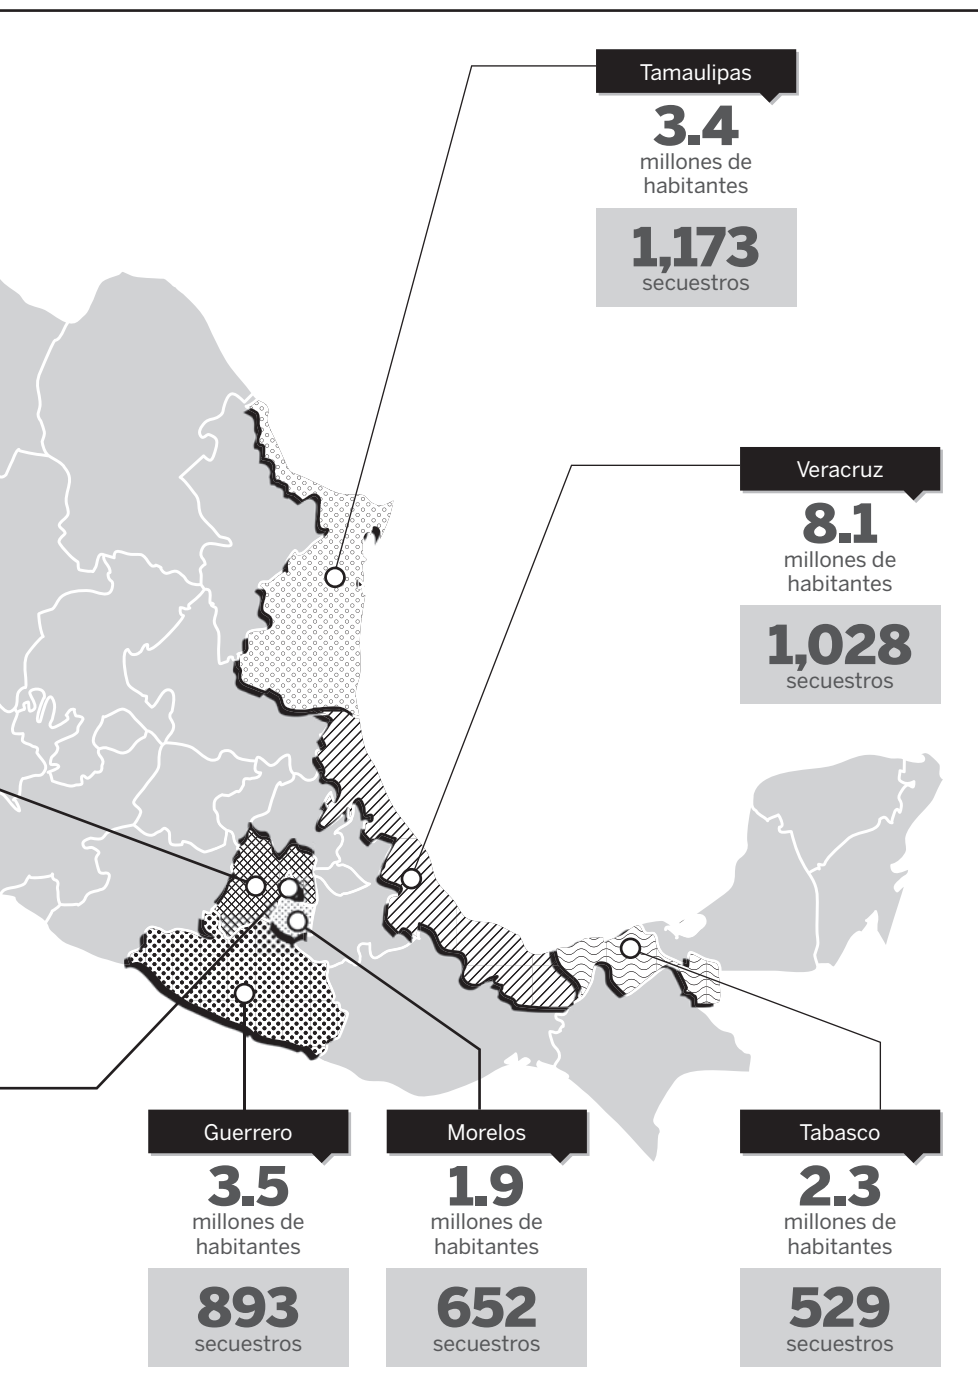 Tamaulipas
3.4
millones de
habitantes
1,173
secuestros
Veracruz
8.1
millones de
habitantes
1,028
secuestros
Guerrero
3.5
millones de
habitantes
893
secuestros
Morelos
1.9
millones de
habitantes
652
secuestros
Tabasco
2.3
millones de
habitantes
529
secuestros